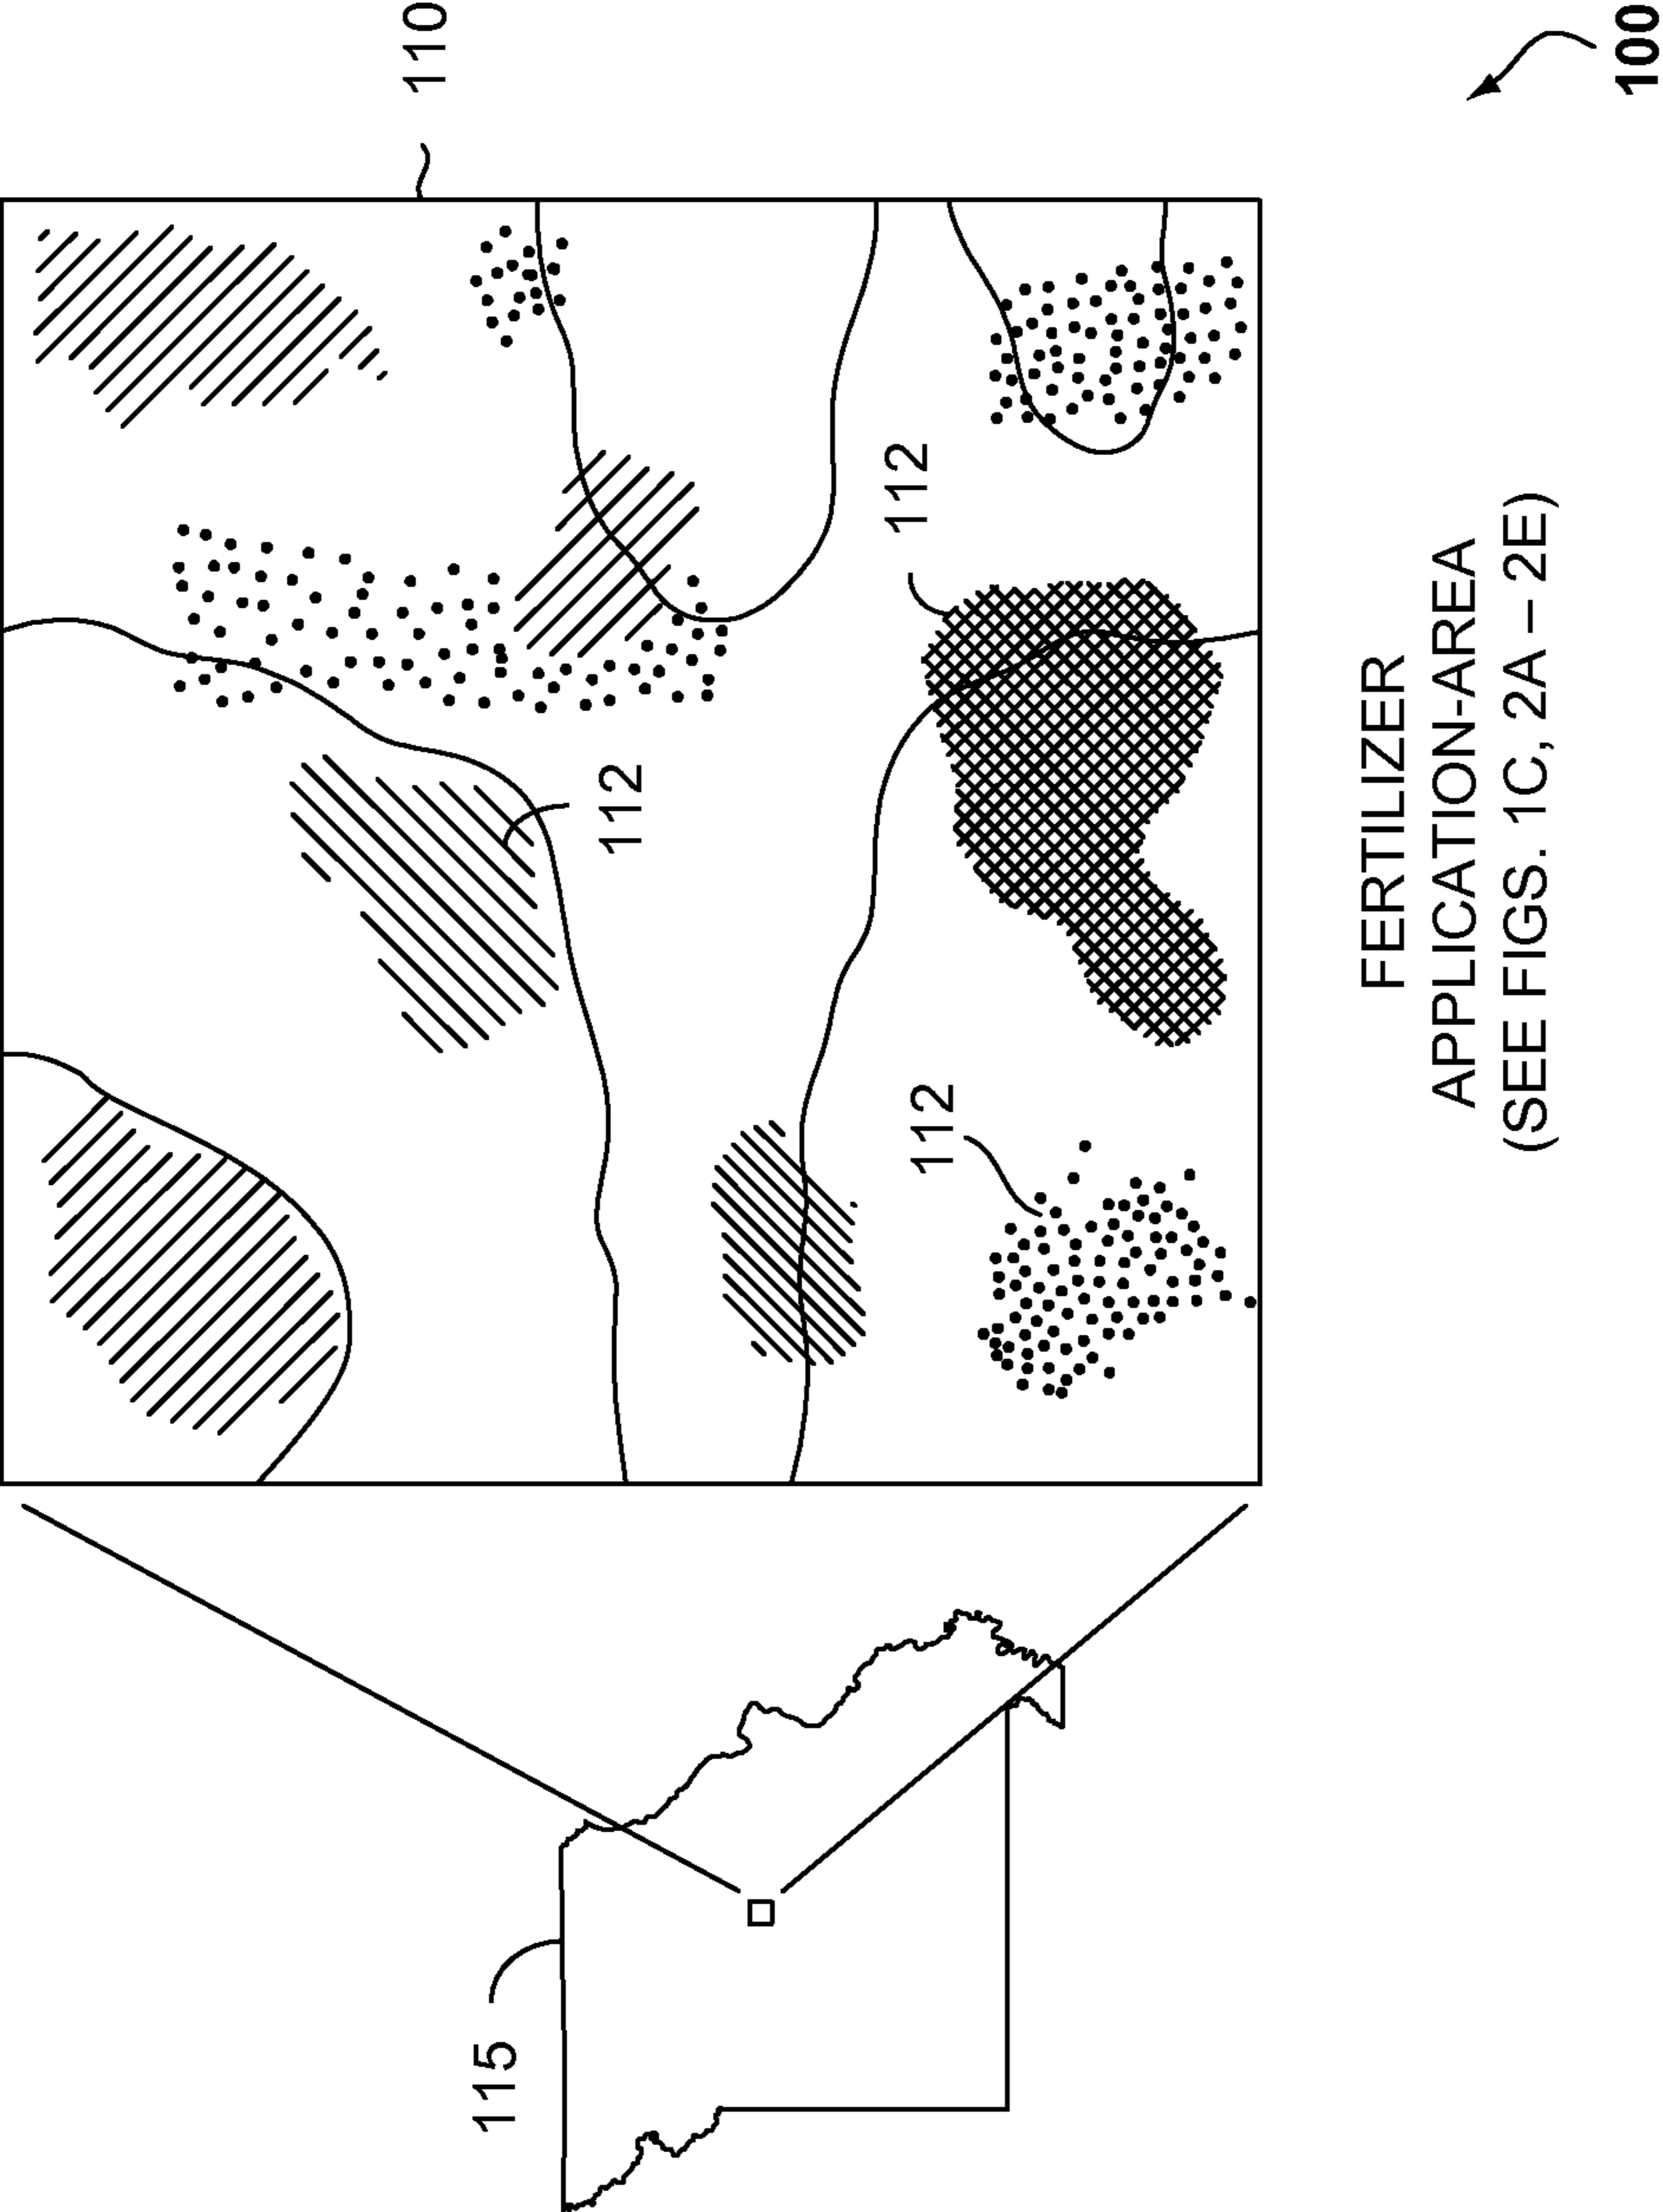 115
110
112
112
112
FERTILIZER
APPLICATION-AREA
(SEE FIGS. 1C, 2A – 2E)
100